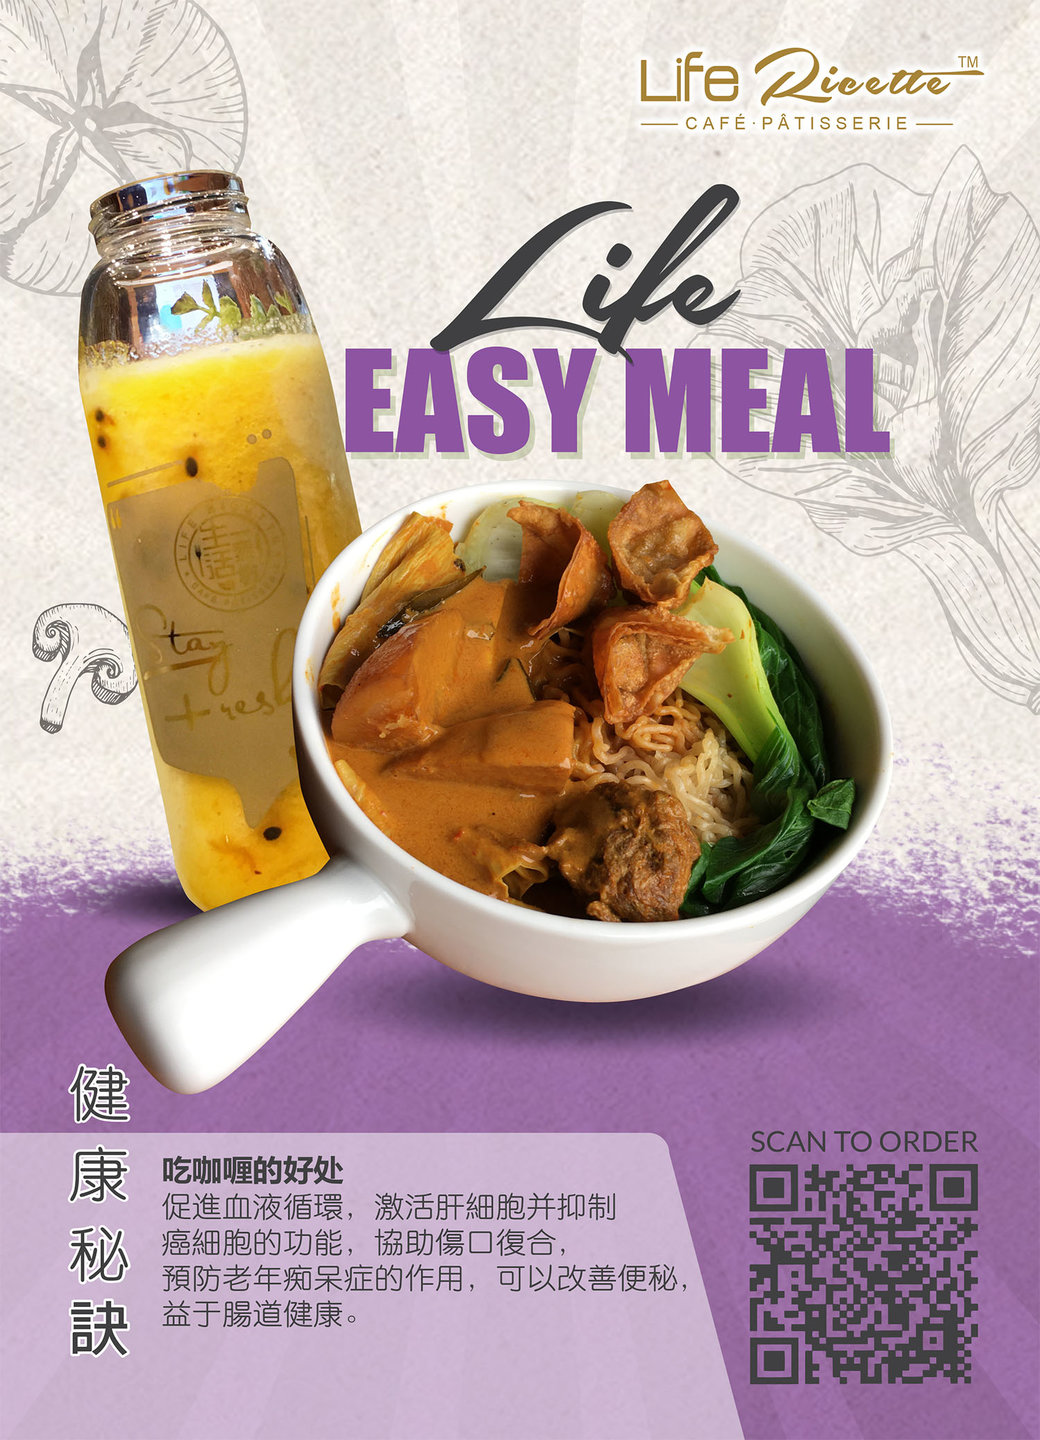 Life Ricette™
CAFÉ · PÂTISSERIE
Life
EASY MEAL
生活
Stay
fresh
健康秘訣
吃咖喱的好处
促進血液循環，激活肝細胞并抑制
癌細胞的功能，協助傷口復合，
預防老年痴呆症的作用，可以改善便秘，
益于腸道健康。
SCAN TO ORDER